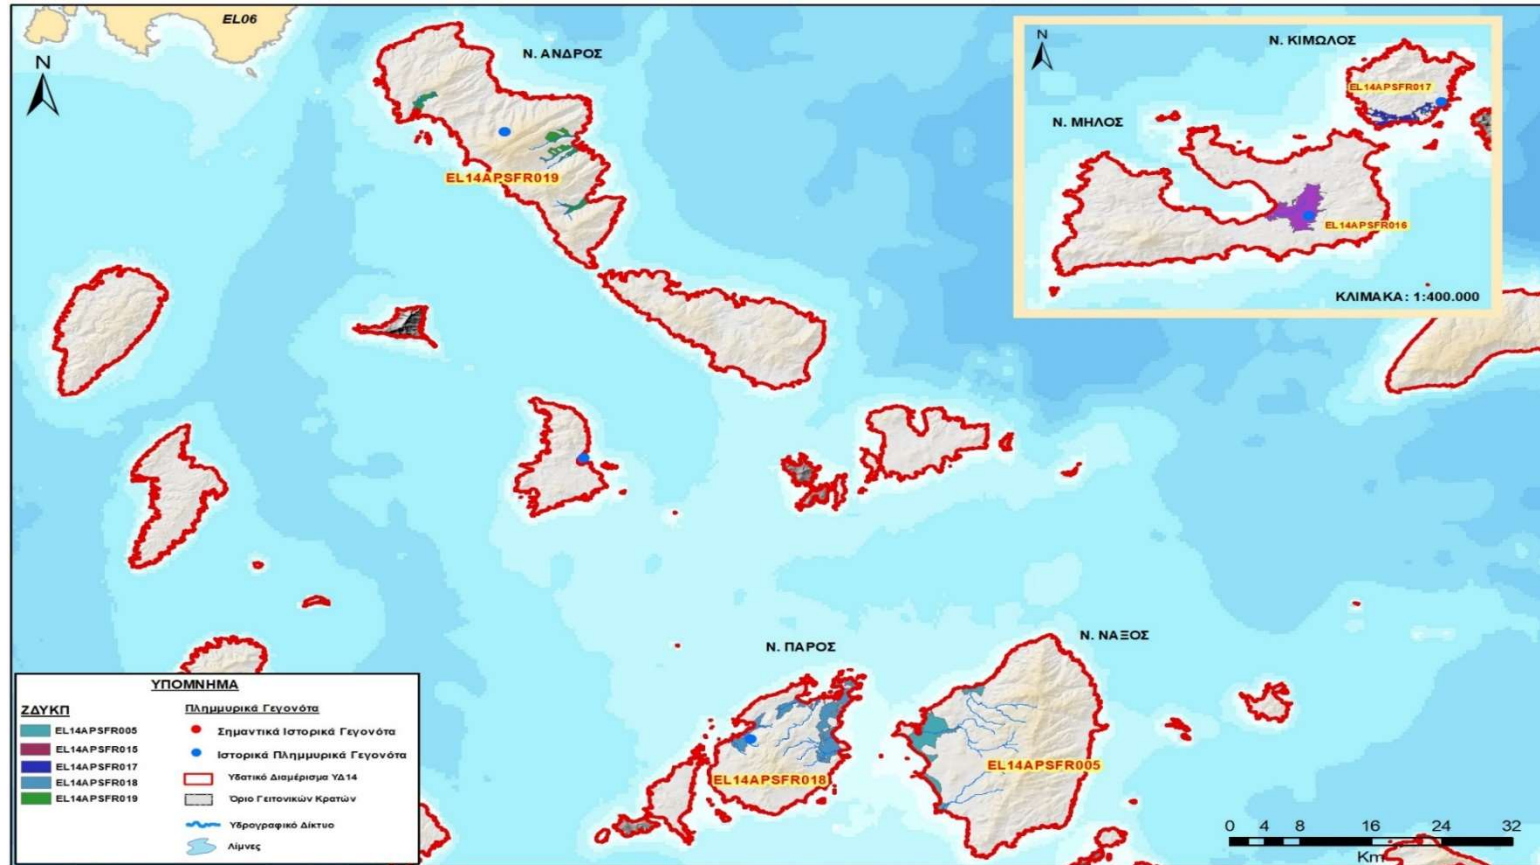 EL06
N
Ν. ΑΝΔΡΟΣ
EL14APSFR019
N
Ν. ΚΙΜΩΛΟΣ
EL14APSFR017
Ν. ΜΗΛΟΣ
EL14APSFR016
ΚΛΙΜΑΚΑ : 1:400.000
Ν. ΠΑΡΟΣ
Ν. ΝΑΞΟΣ
EL14APSFR018
EL14APSFR005
ΥΠΟΜΝΗΜΑ
ΖΔΥΚΠ
EL14APSFR005
EL14APSFR015
EL14APSFR017
EL14APSFR018
EL14APSFR019
Πλημμυρικά Γεγονότα
Σημαντικά Ιστορικά Γεγονότα
Ιστορικά Πλημμυρικά Γεγονότα
Υδατικό Διαμέρισμα ΥΔ14
Όριο Γειτονικών Κρατών
Υδρογραφικό Δίκτυο
Λίμνες
0 4 8 16 24 32
Km